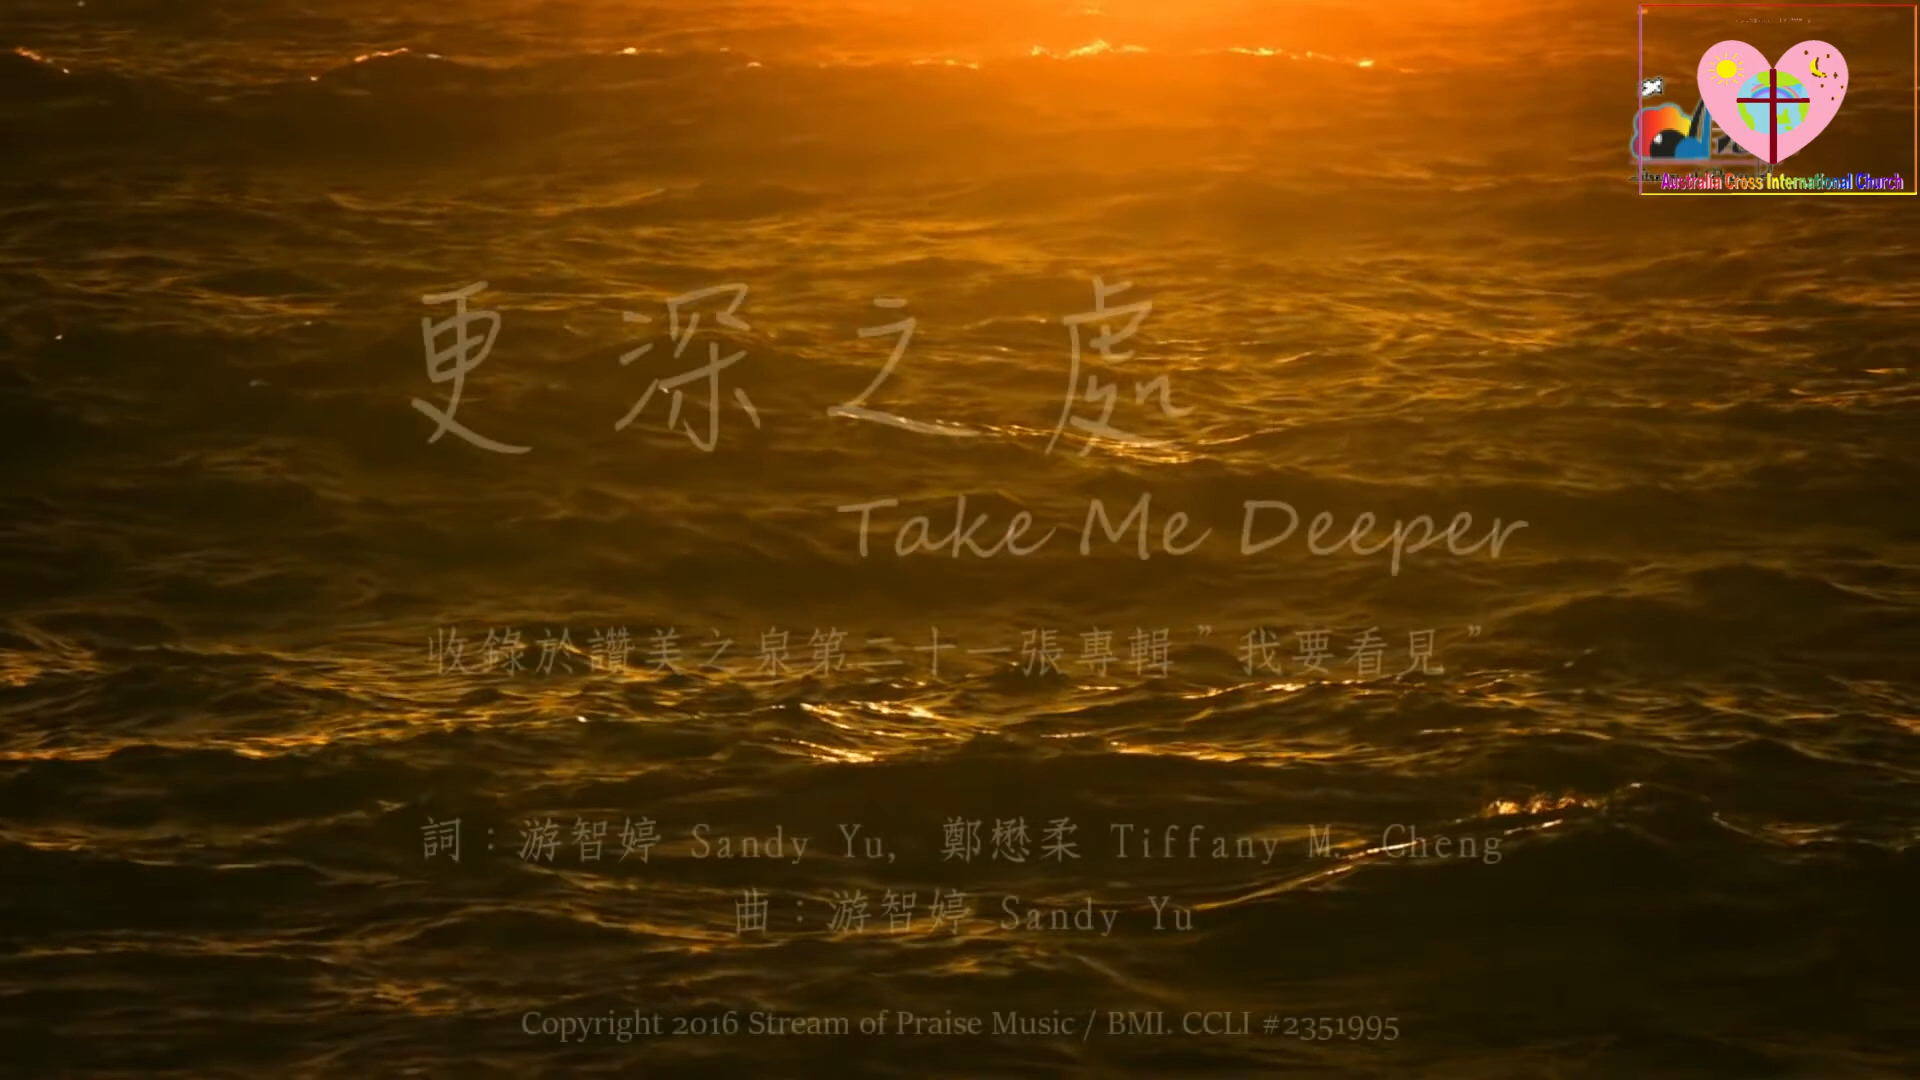 Australia Cross International Church
更深之處
Take Me Deeper
收錄於讚美之泉第二十一張專輜”我要看見”
詞：游智婷 Sandy Yu, 鄭懋柔 Tiffany M. Cheng
曲：游智婷 Sandy Yu
Copyright 2016 Stream of Praise Music / BMI. CCLI #2351995